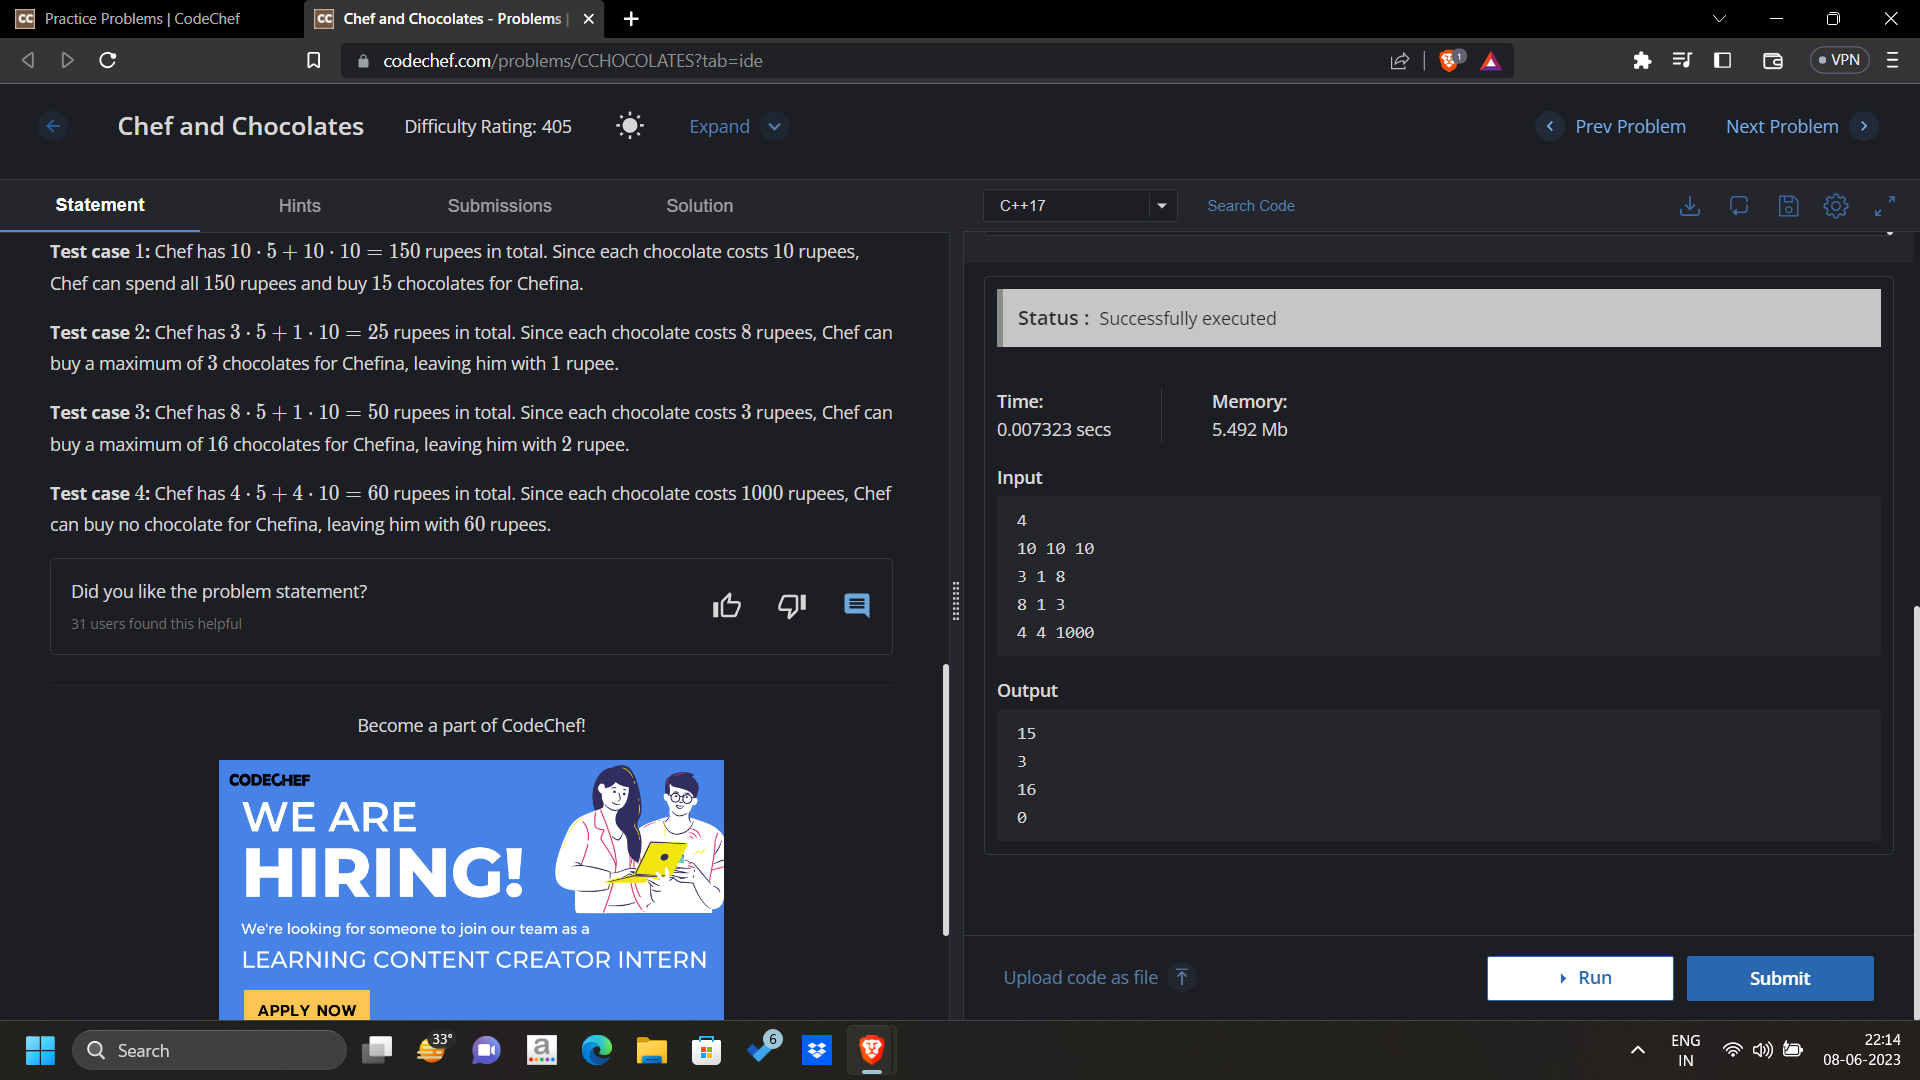 Practice Problems | CodeChef
Chef and Chocolates - Problems |
codechef.com/problems/CCHOCOLATES?tab=ide
1
VPN
Chef and Chocolates
Difficulty Rating: 405
Expand
Prev Problem
Next Problem
Statement
Hints
Submissions
Solution
C++17
Search Code
Test case 1: Chef has 10 · 5 + 10 · 10 = 150 rupees in total. Since each chocolate costs 10 rupees,
Chef can spend all 150 rupees and buy 15 chocolates for Chefina.
Test case 2: Chef has 3 · 5 + 1 · 10 = 25 rupees in total. Since each chocolate costs 8 rupees, Chef can
buy a maximum of 3 chocolates for Chefina, leaving him with 1 rupee.
Test case 3: Chef has 8 · 5 + 1 · 10 = 50 rupees in total. Since each chocolate costs 3 rupees, Chef can
buy a maximum of 16 chocolates for Chefina, leaving him with 2 rupee.
Test case 4: Chef has 4 · 5 + 4 · 10 = 60 rupees in total. Since each chocolate costs 1000 rupees, Chef
can buy no chocolate for Chefina, leaving him with 60 rupees.
Did you like the problem statement?
31 users found this helpful
Become a part of CodeChef!
CODECHEF
WE ARE
HIRING!
We're looking for someone to join our team as a
LEARNING CONTENT CREATOR INTERN
APPLY NOW
Status : Successfully executed
Time:
0.007323 secs
Memory:
5.492 Mb
Input
4
10 10 10
3 1 8
8 1 3
4 4 1000
Output
15
3
16
0
Upload code as file
Run
Submit
Search
33°
6
ENG
IN
22:14
08-06-2023